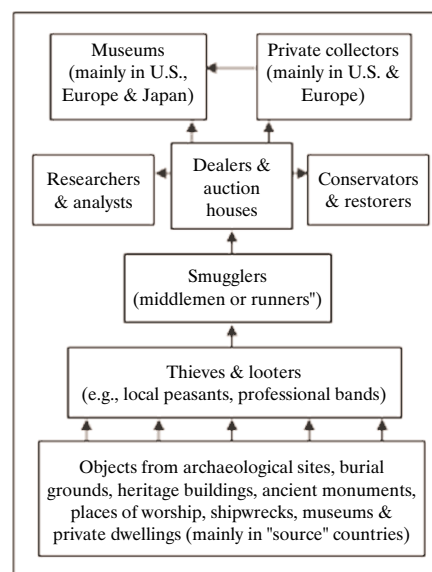 Museums
(mainly in U.S.,
Europe & Japan)
Private collectors
(mainly in U.S. &
Europe)
Researchers
& analysts
Dealers &
auction
houses
Conservators
& restorers
Smugglers
(middlemen or runners")
Thieves & looters
(e.g., local peasants, professional bands)
Objects from archaeological sites, burial
grounds, heritage buildings, ancient monuments,
places of worship, shipwrecks, museums &
private dwellings (mainly in "source" countries)